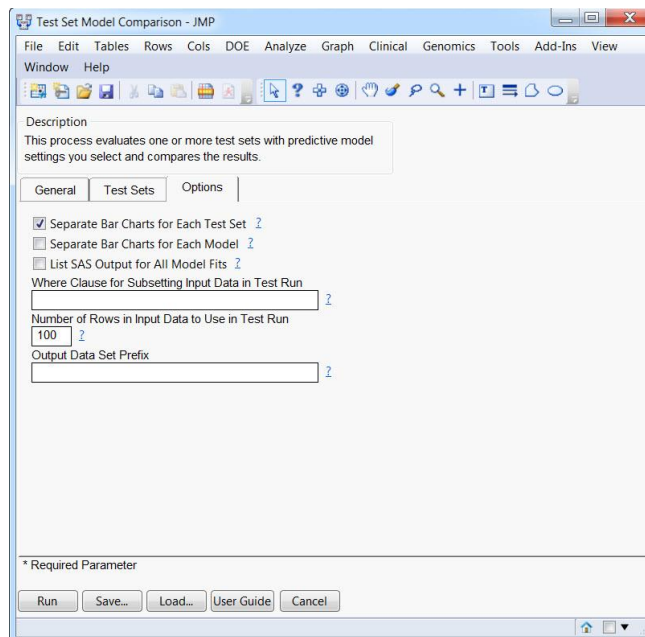 Test Set Model Comparison - JMP
File Edit Tables Rows Cols DOE Analyze Graph Clinical Genomics Tools Add-Ins View
Window Help
Description
This process evaluates one or more test sets with predictive model
settings you select and compares the results.
General Test Sets Options
Separate Bar Charts for Each Test Set ?
Separate Bar Charts for Each Model ?
List SAS Output for All Model Fits ?
Where Clause for Subsetting Input Data in Test Run
?
Number of Rows in Input Data to Use in Test Run
100 ?
Output Data Set Prefix
?
* Required Parameter
Run Save... Load... User Guide Cancel